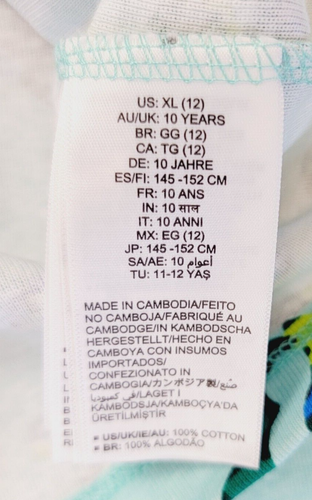 US: XL (12)
AU/UK: 10 YEARS
BR: GG (12)
CA: TG (12)
DE: 10 JAHRE
ES/FI: 145 -152 CM
FR: 10 ANS
IN: 10 साल
IT: 10 ANNI
MX: EG (12)
JP: 145 -152 CM
SA/AE: 10 أعوام
TU: 11-12 YAŞ
MADE IN CAMBODIA/FEITO
NO CAMBOJA/FABRIQUÉ AU
CAMBODGE/IN KAMBODSCHA
HERGESTELLT/HECHO EN
CAMBOYA CON INSUMOS
IMPORTADOS/
CONFEZIONATO IN
CAMBOGIA/カンボジア製/صنع
في كمبوديا/LAGET I
KAMBODSJA/KAMBOÇYA'DA
ÜRETILMIŞTIR
US/UK/IE/AU: 100% COTTON
BR: 100% ALGODÃO